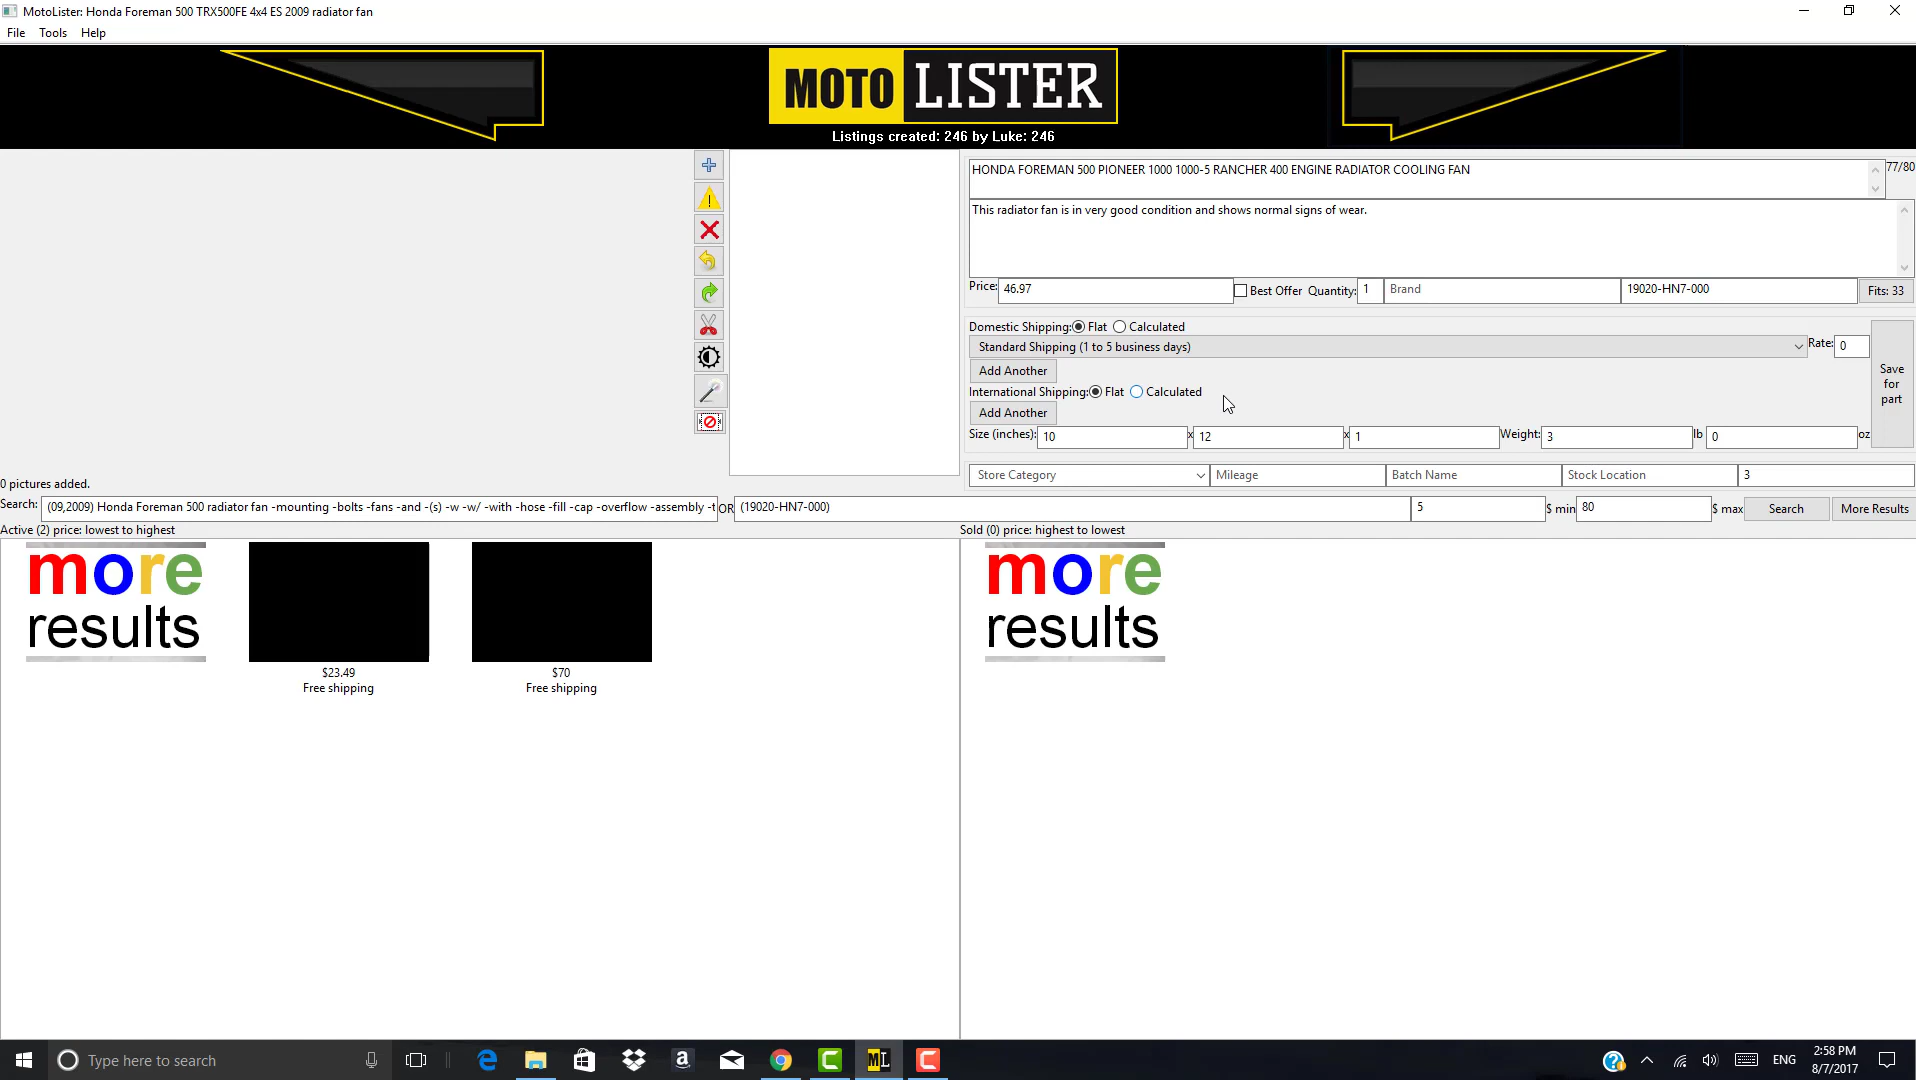 MotoLister: Honda Foreman 500 TRX500FE 4x4 ES 2009 radiator fan
File Tools Help
MOTO LISTER
Listings created: 246 by Luke: 246
HONDA FOREMAN 500 PIONEER 1000 1000-5 RANCHER 400 ENGINE RADIATOR COOLING FAN 77/80
This radiator fan is in very good condition and shows normal signs of wear.
Price: 46.97 Best Offer Quantity: 1 Brand 19020-HN7-000 Fits: 33
Domestic Shipping: Flat Calculated
Standard Shipping (1 to 5 business days) Rate: 0
Add Another
Save for part
International Shipping: Flat Calculated
Add Another
Size (inches): 10 x 12 x 1 Weight: 3 lb 0 oz
Store Category Mileage Batch Name Stock Location 3
0 pictures added.
Search: (09,2009) Honda Foreman 500 radiator fan -mounting -bolts -fans -and -(s) -w -w/ -with -hose -fill -cap -overflow -assembly -t OR (19020-HN7-000) 5 $ min 80 $ max Search More Results
Active (2) price: lowest to highest Sold (0) price: highest to lowest
more results
$23.49
Free shipping
$70
Free shipping
more results
Type here to search
a
ML
ENG
2:58 PM
8/7/2017